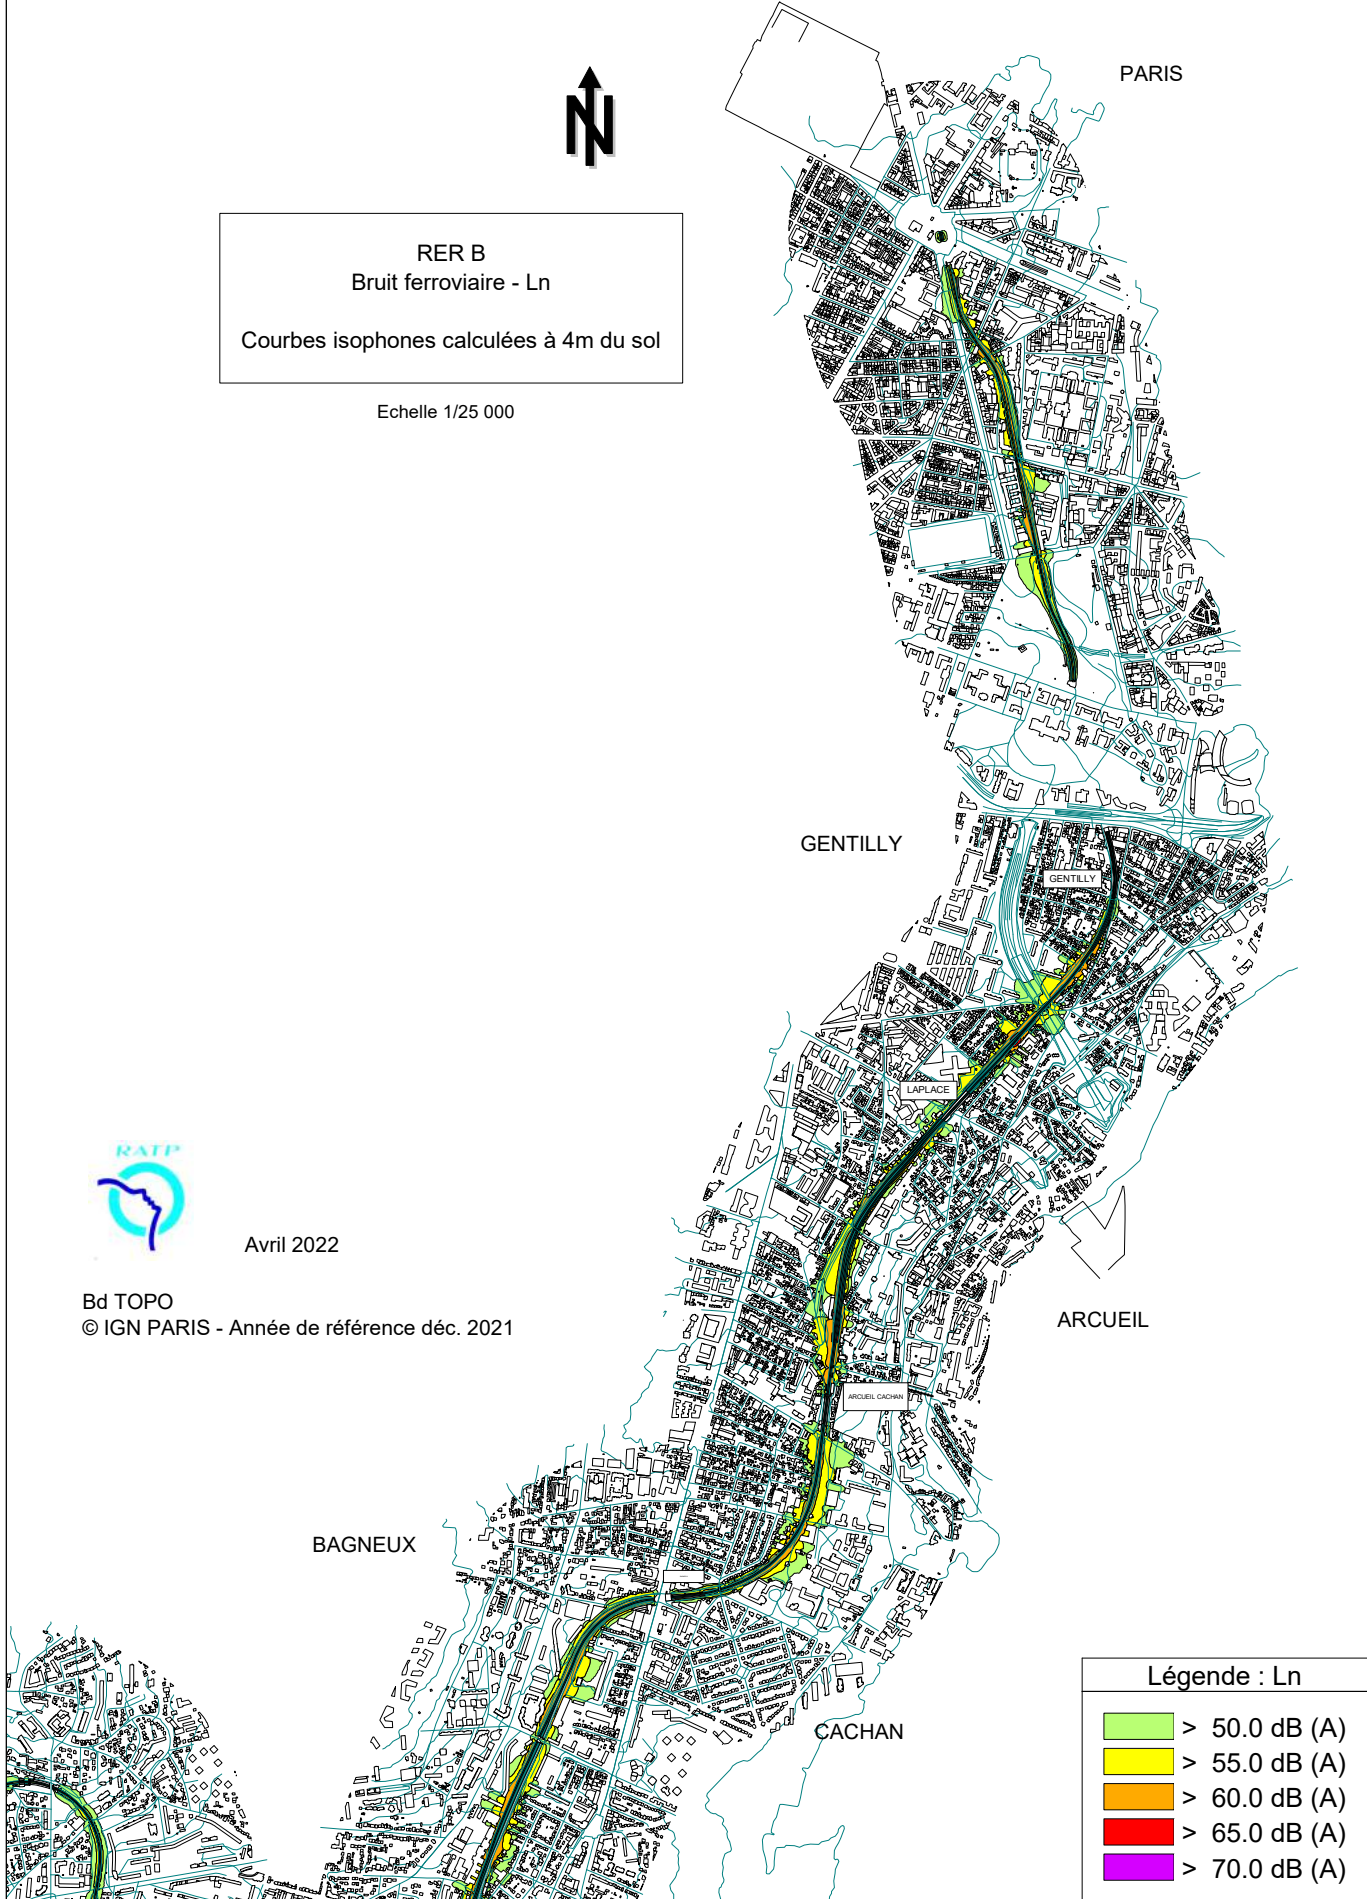 PARIS
N
RER B
Bruit ferroviaire - Ln
Courbes isophones calculées à 4m du sol
Echelle 1/25 000
GENTILLY
GENTILLY
LAPLACE
RATP
Avril 2022
Bd TOPO
© IGN PARIS - Année de référence déc. 2021
ARCUEIL
ARCUEIL CACHAN
BAGNEUX
CACHAN
Légende : Ln
> 50.0 dB (A)
> 55.0 dB (A)
> 60.0 dB (A)
> 65.0 dB (A)
> 70.0 dB (A)